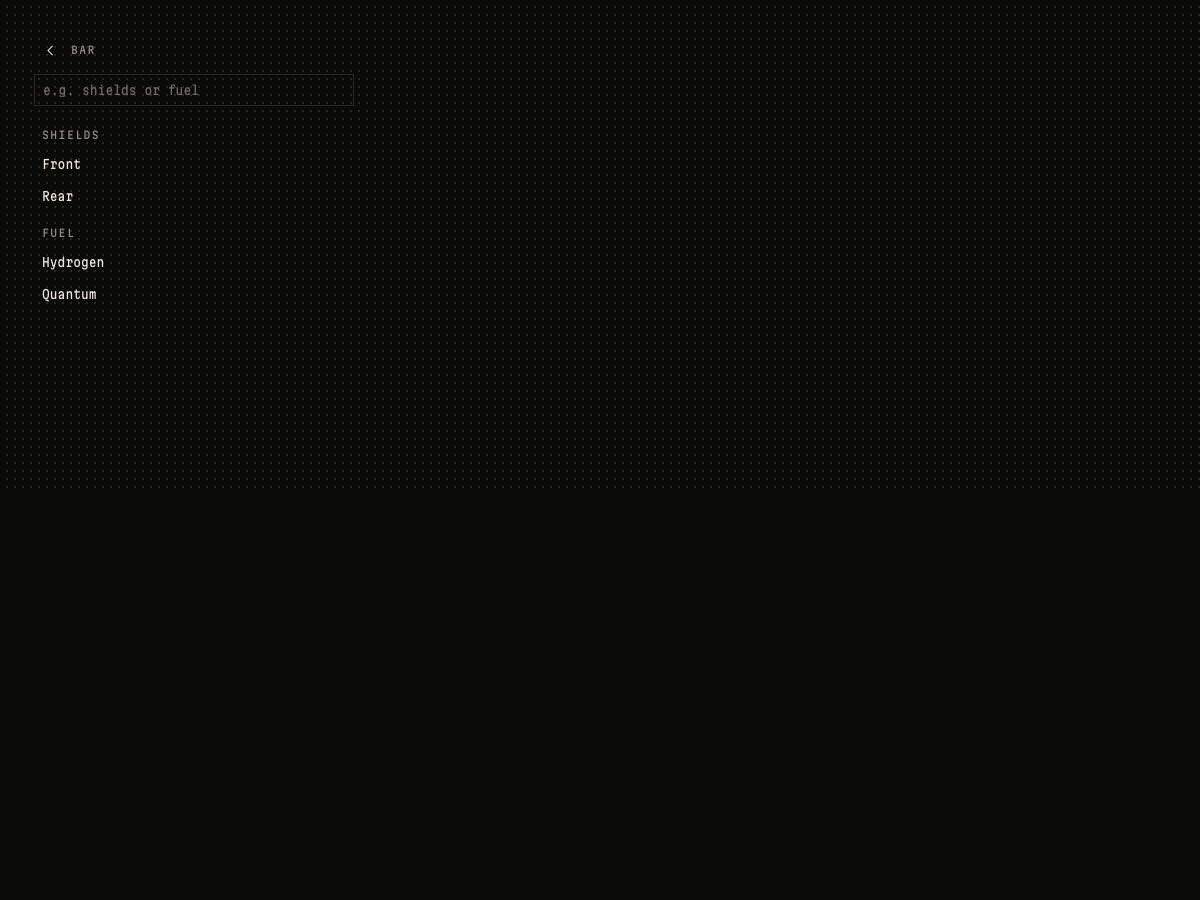 BAR
e.g. shields or fuel
SHIELDS
Front
Rear
FUEL
Hydrogen
Quantum